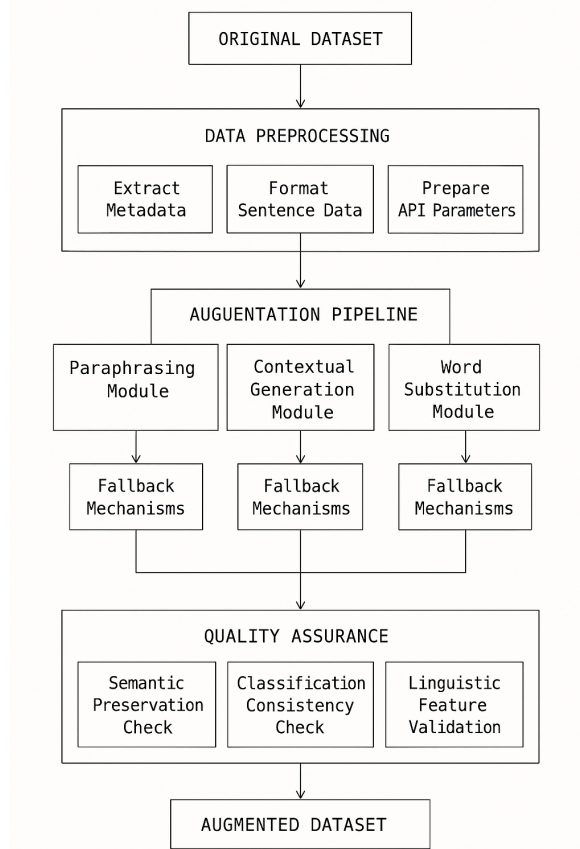 ORIGINAL DATASET
DATA PREPROCESSING
Extract
Metadata
Format
Sentence Data
Prepare
API Parameters
AUGUENTATION PIPELINE
Paraphrasing
Module
Contextual
Generation
Module
Word
Substitution
Module
Fallback
Mechanisms
Fallback
Mechanisms
Fallback
Mechanisms
QUALITY ASSURANCE
Semantic
Preservation
Check
Classification
Consistency
Check
Linguistic
Feature
Validation
AUGMENTED DATASET